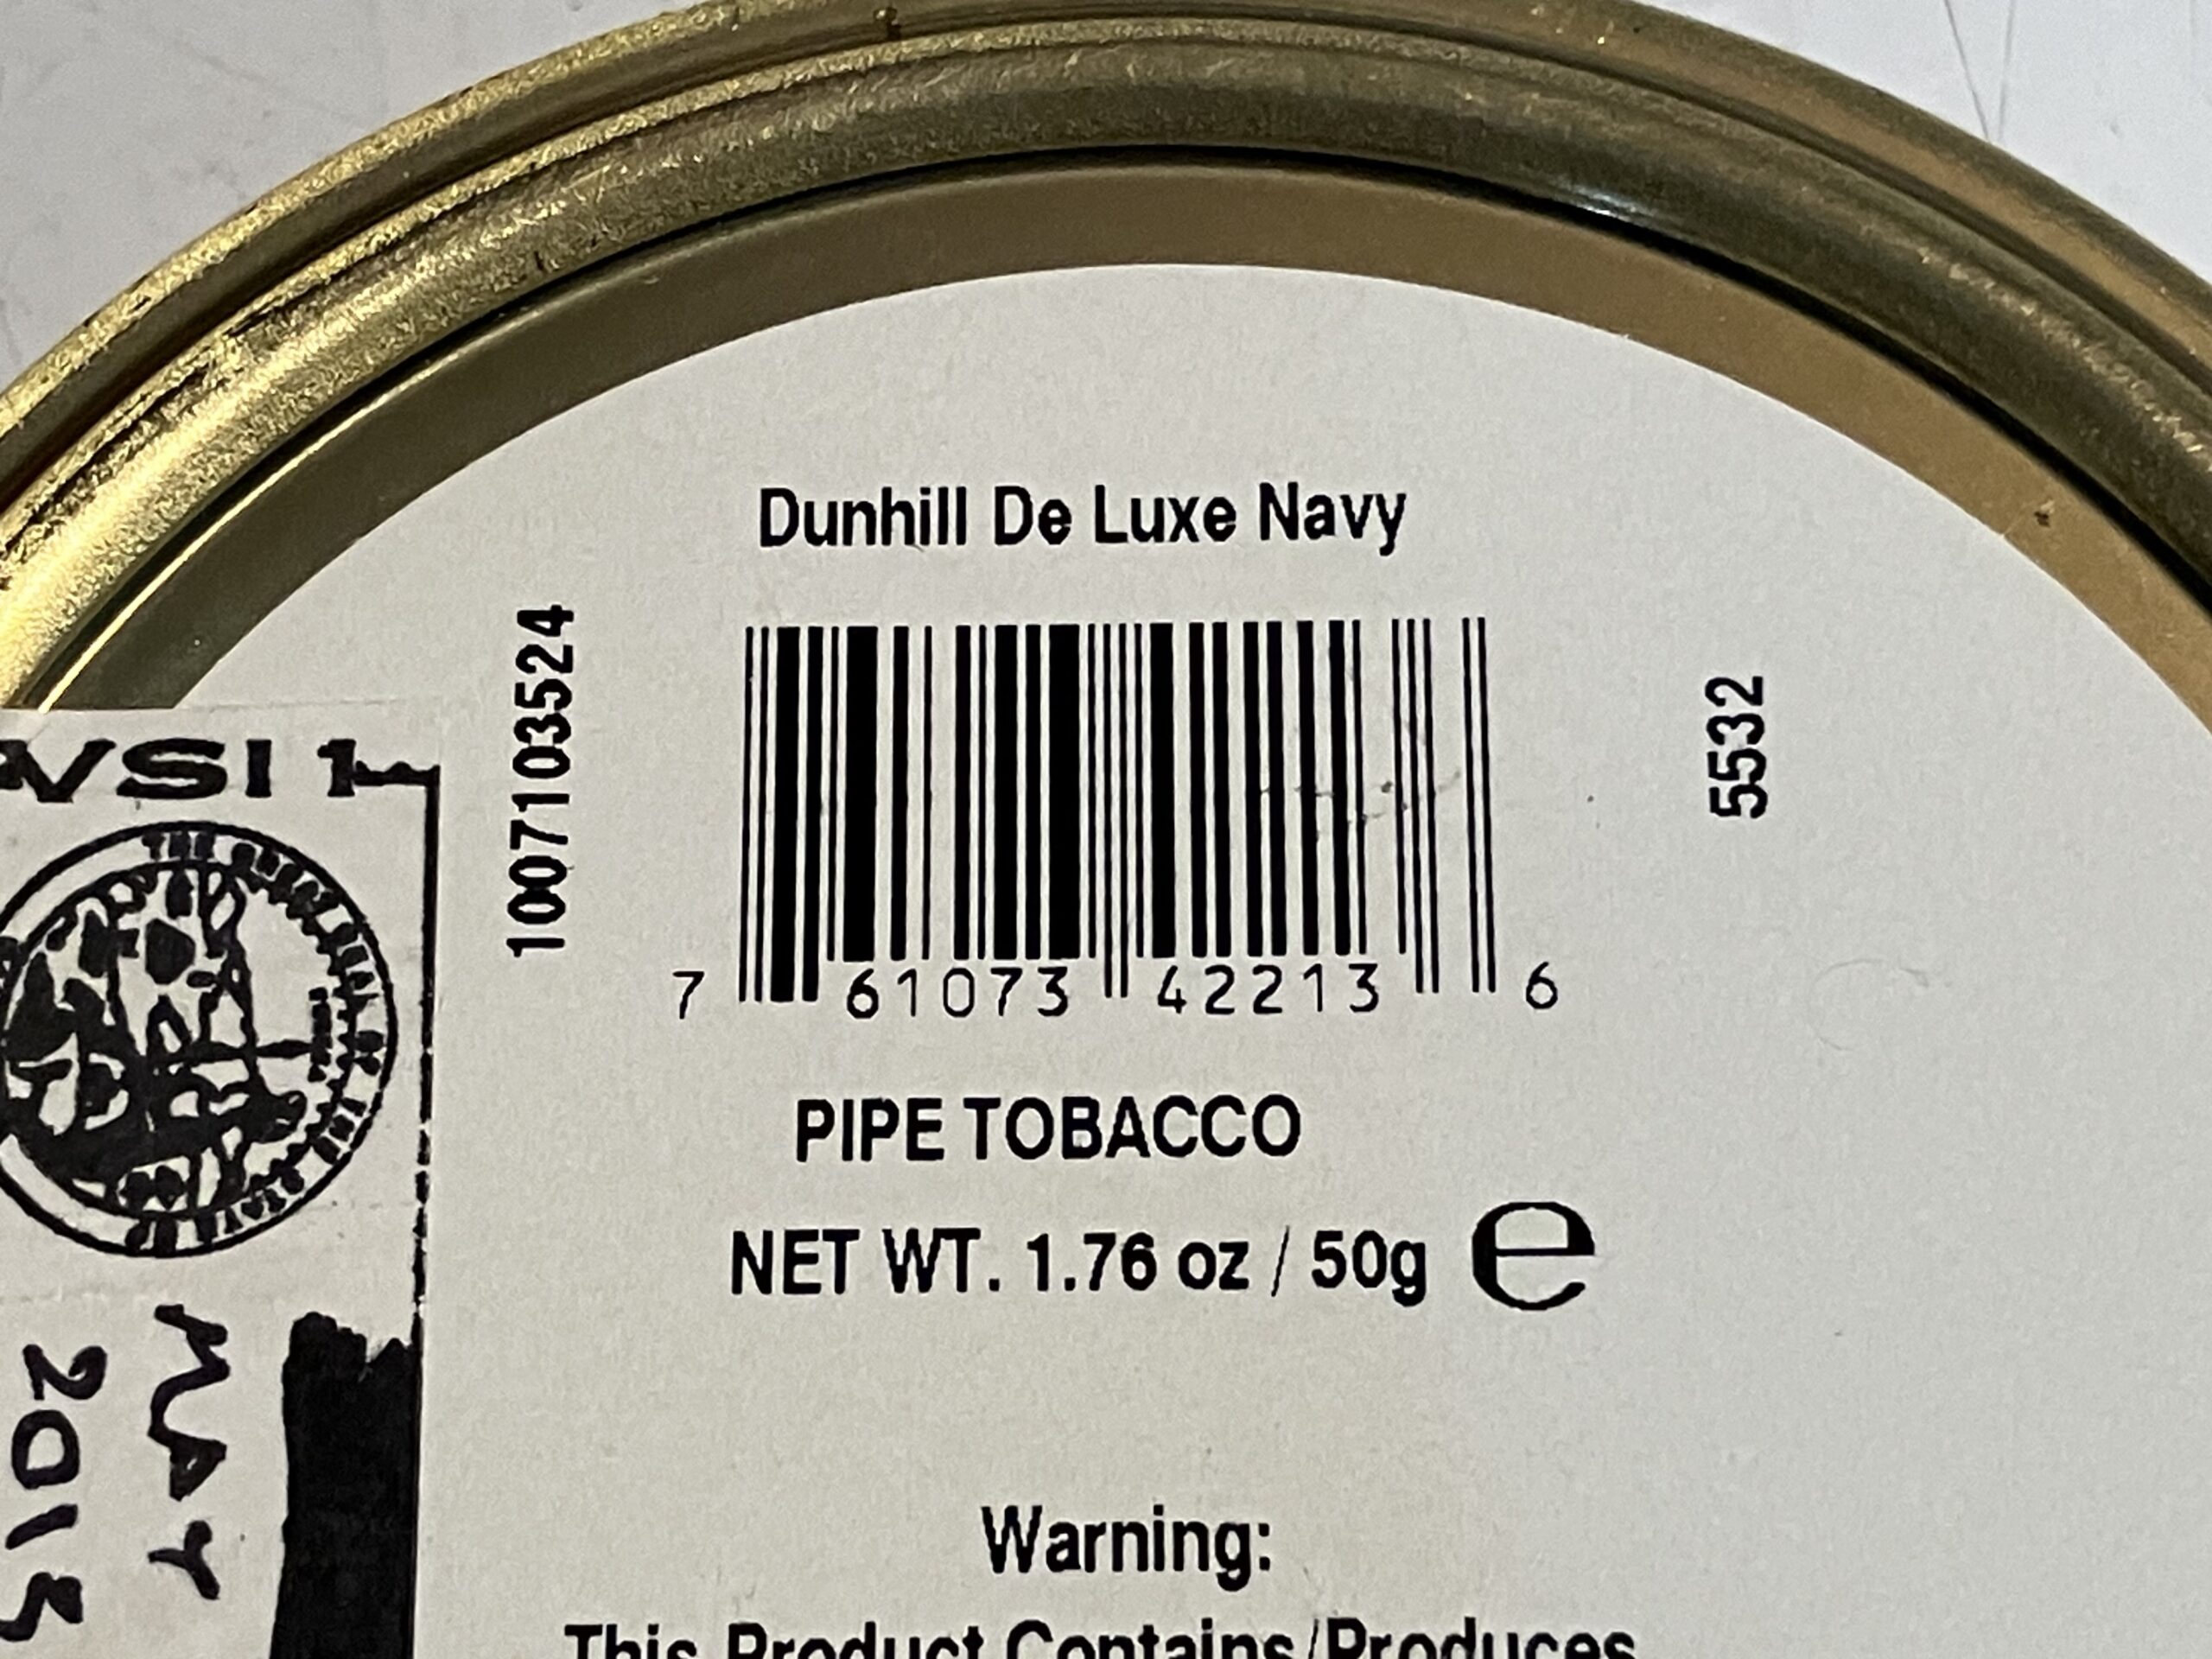 Dunhill De Luxe Navy
1007103524
5532
7 61073 42213 6
PIPE TOBACCO
NET WT. 1.76 oz / 50g e
Warning:
This Product Contains/Produces
MAY
2015